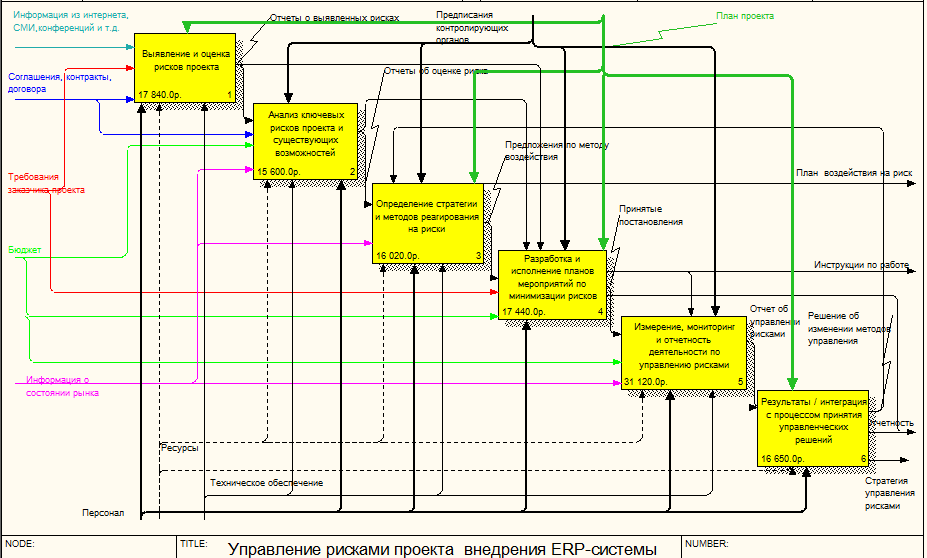 Информация из интернета,
СМИ,конференций и т.д.
Отчеты о выявленных рисках
Предписания
контролирующих
органов
План проекта
Выявление и оценка
рисков проекта
17 840.0р. 1
Отчеты об оценке риска
Соглашения, контракты,
договора
Анализ ключевых
рисков проекта и
существующих
возможностей
15 600.0р. 2
Предложения по методу
воздействия
Требования
заказчика проекта
План воздействия на риск
Определение стратегии
и методов реагирования
на риски
16 020.0р. 3
Принятые
постановления
Бюджет
Разработка и
исполнение планов
мероприятий по
минимизации рисков
17 440.0р. 4
Инструкции по работе
Отчет об
управлении
рисками
Решение об
изменении методов
управления
Измерение, мониторинг
и отчетность
деятельности по
управлению рисками
31 120.0р. 5
Информация о
состоянии рынка
Результаты / интеграция
с процессом принятия
управленческих
решений
16 650.0р. 6
Отчетность
Ресурсы
Техническое обеспечение
Стратегия
управления
рисками
Персонал
NODE:
TITLE:
Управление рисками проекта внедрения ERP-системы
NUMBER: